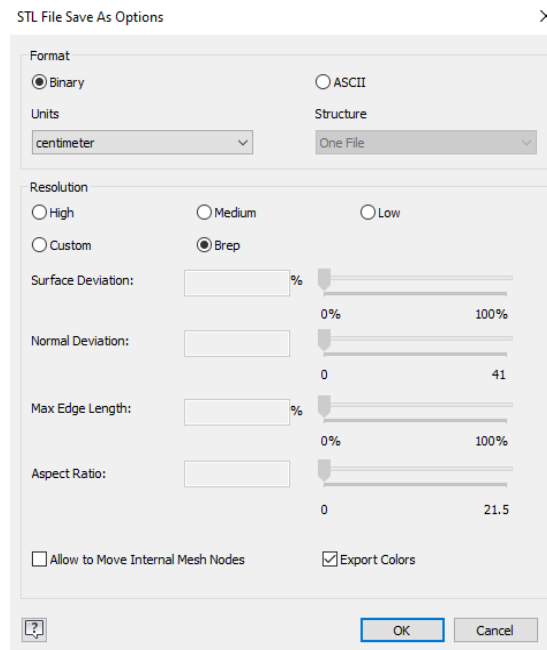 STL File Save As Options
Format
Binary
ASCII
Units
Structure
centimeter
One File
Resolution
High
Medium
Low
Custom
Brep
Surface Deviation:
%
0%
100%
Normal Deviation:
0
41
Max Edge Length:
%
0%
100%
Aspect Ratio:
0
21.5
Allow to Move Internal Mesh Nodes
Export Colors
?
OK
Cancel